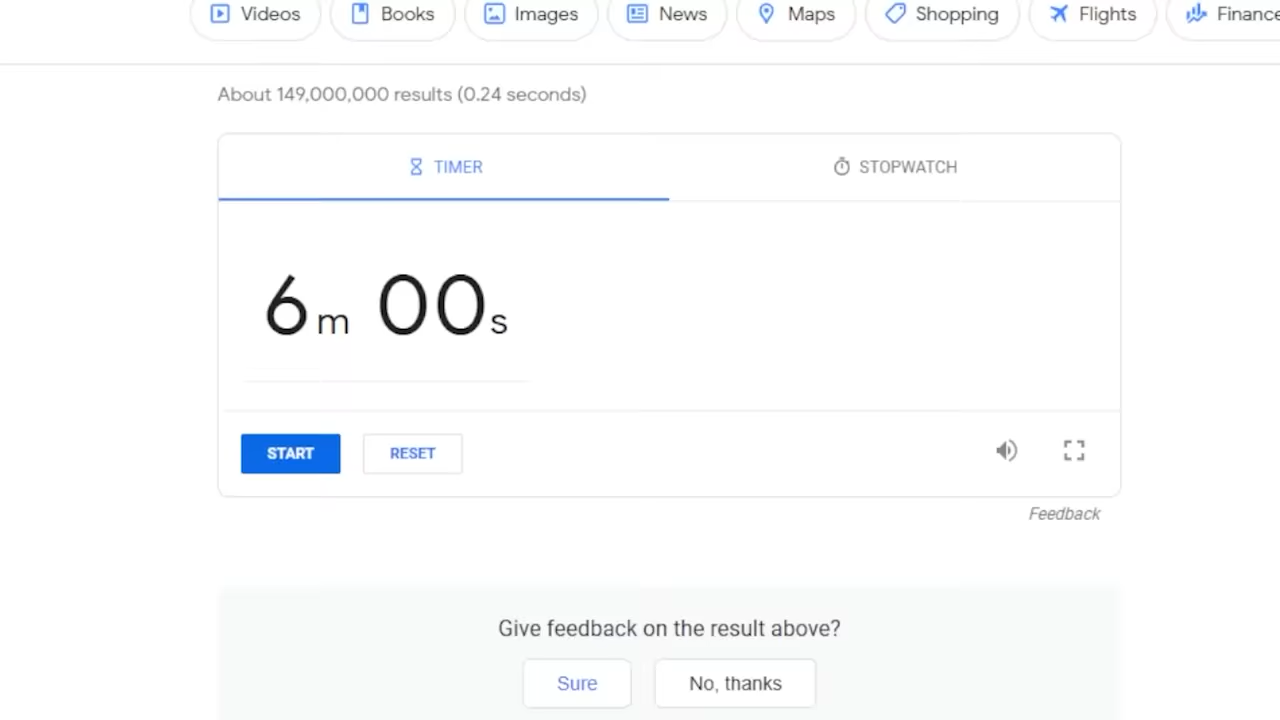 Videos Books Images News Maps Shopping Flights Finance
About 149,000,000 results (0.24 seconds)
TIMER STOPWATCH
6m 00s
START RESET
Feedback
Give feedback on the result above?
Sure No, thanks